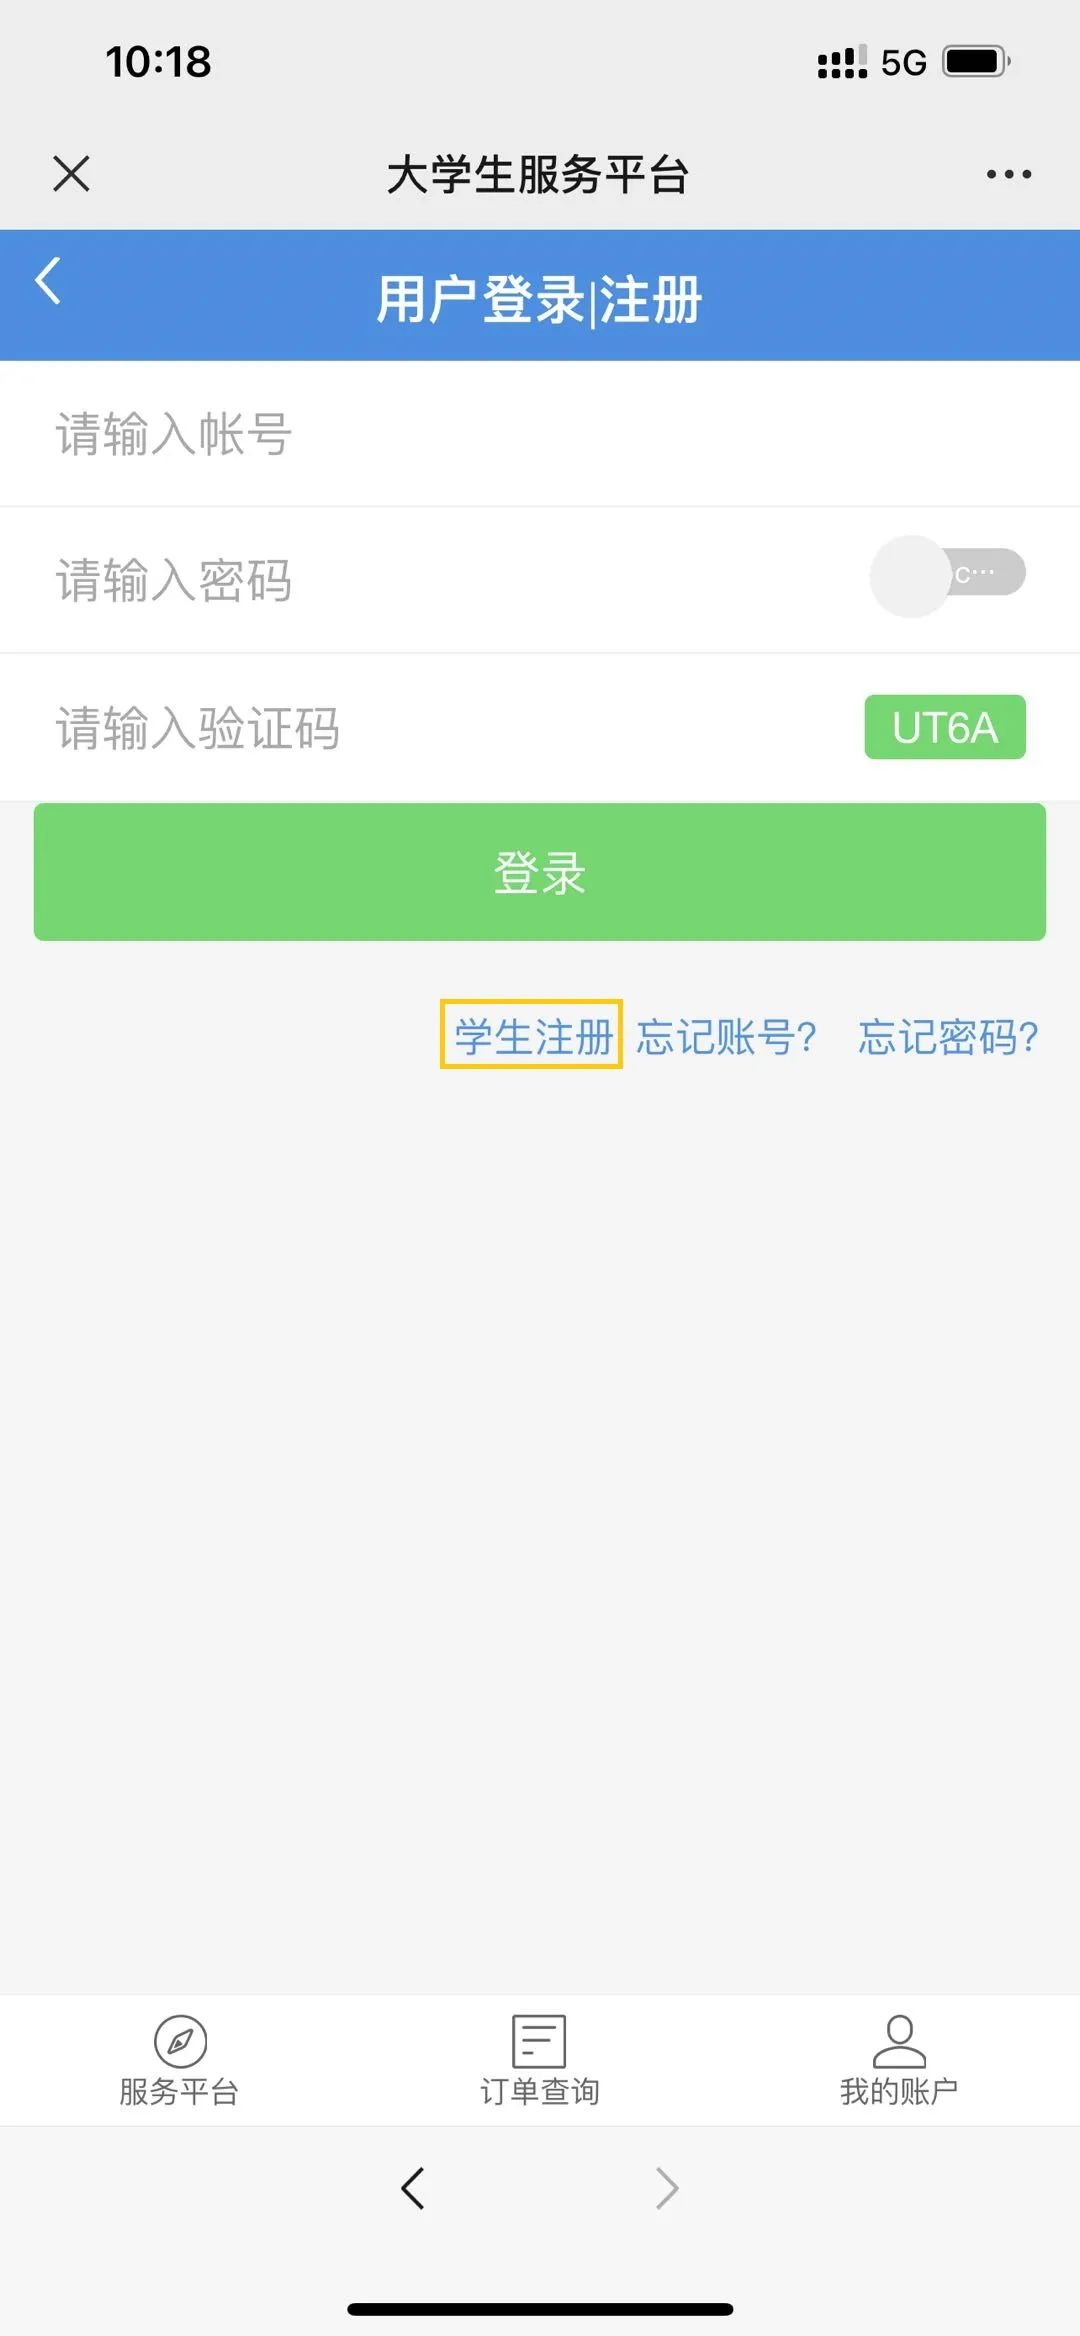 10:18 5G
大学生服务平台
用户登录|注册
请输入帐号
请输入密码 c...
请输入验证码 UT6A
登录
学生注册 忘记账号? 忘记密码?
服务平台 订单查询 我的账户